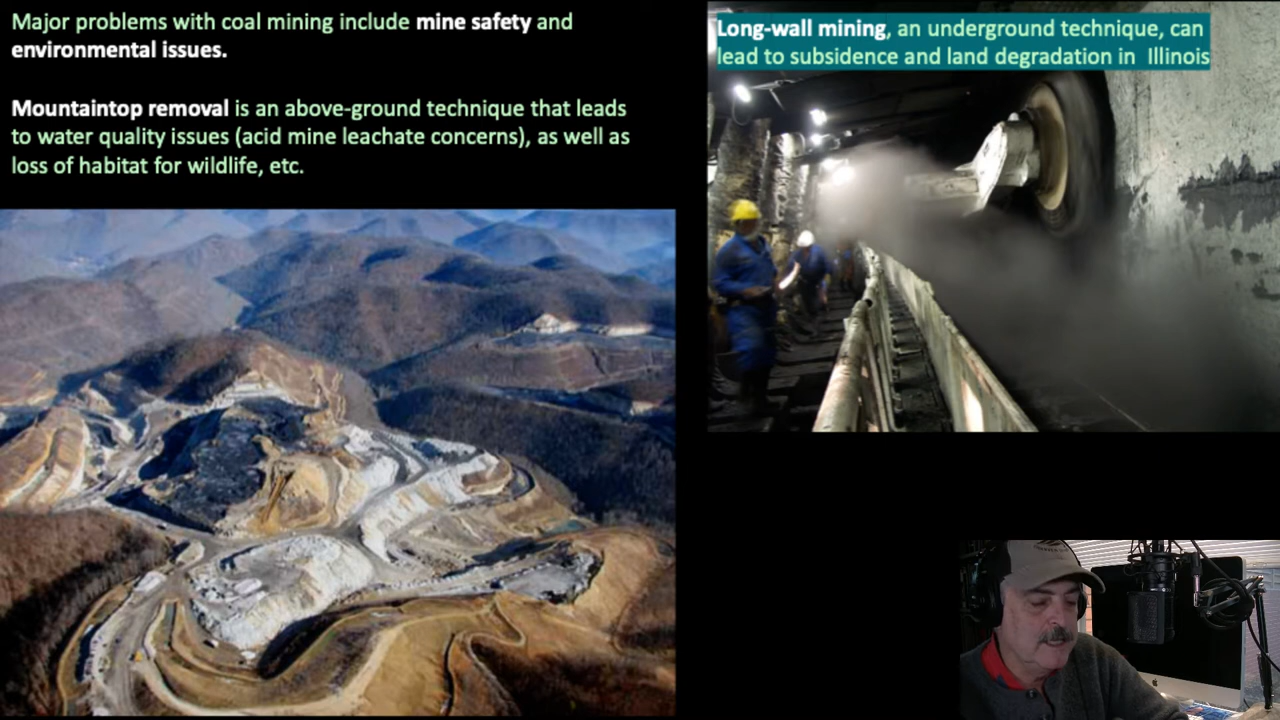 Major problems with coal mining include mine safety and
environmental issues.
Mountaintop removal is an above-ground technique that leads
to water quality issues (acid mine leachate concerns), as well as
loss of habitat for wildlife, etc.
Long-wall mining, an underground technique, can
lead to subsidence and land degradation in Illinois